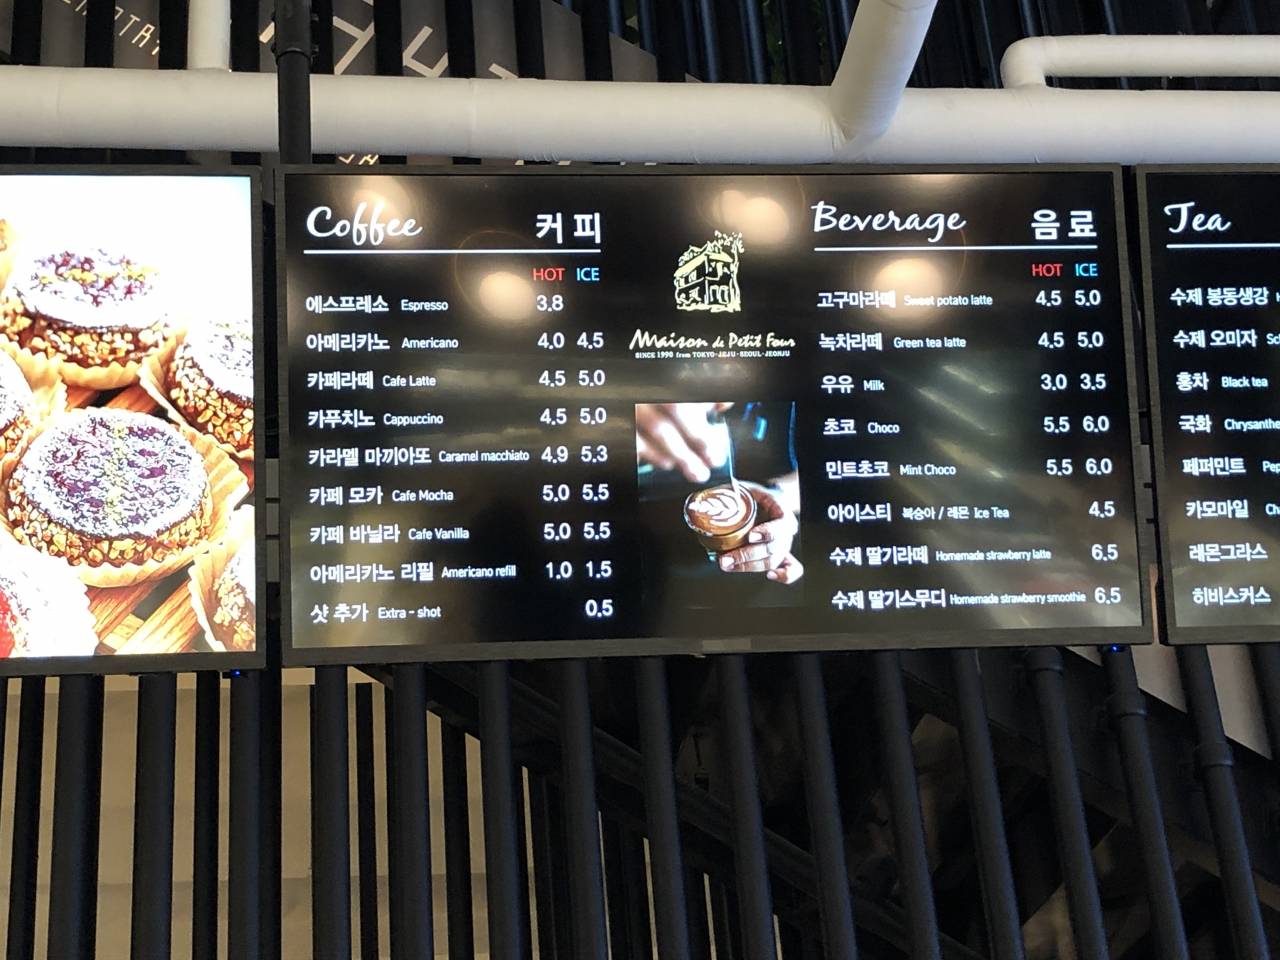 Coffee 커피
HOT ICE
에스프레소 Espresso 3.8
아메리카노 Americano 4.0 4.5
카페라떼 Cafe Latte 4.5 5.0
카푸치노 Cappuccino 4.5 5.0
카라멜 마끼아또 Caramel macchiato 4.9 5.3
카페 모카 Cafe Mocha 5.0 5.5
카페 바닐라 Cafe Vanilla 5.0 5.5
아메리카노 리필 Americano refill 1.0 1.5
샷 추가 Extra - shot 0.5
Maison de Petit Four
SINCE 1990 from TOKYO·JEJU·SEOUL·JEONJU
Beverage 음료
HOT ICE
고구마라떼 Sweet potato latte 4.5 5.0
녹차라떼 Green tea latte 4.5 5.0
우유 Milk 3.0 3.5
초코 Choco 5.5 6.0
민트초코 Mint Choco 5.5 6.0
아이스티 복숭아 / 레몬 Ice Tea 4.5
수제 딸기라떼 Homemade strawberry latte 6.5
수제 딸기스무디 Homemade strawberry smoothie 6.5
Tea
수제 봉동생강
수제 오미자
홍차 Black tea
국화 Chrysanthe
페퍼민트 Pep
카모마일 Cha
레몬그라스
히비스커스